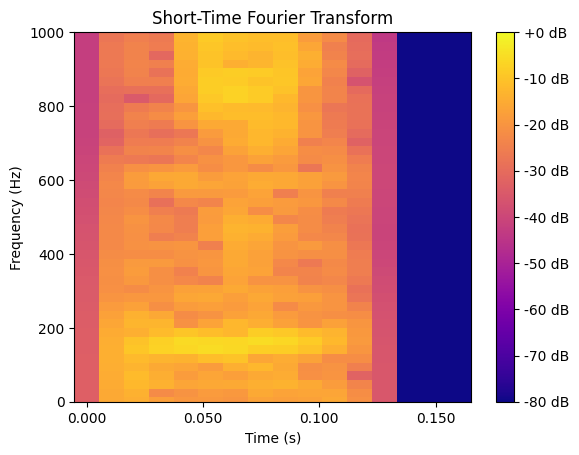 Short-Time Fourier Transform
1000
800
600
400
200
0
Frequency (Hz)
0.000
0.050
0.100
0.150
Time (s)
+0 dB
-10 dB
-20 dB
-30 dB
-40 dB
-50 dB
-60 dB
-70 dB
-80 dB